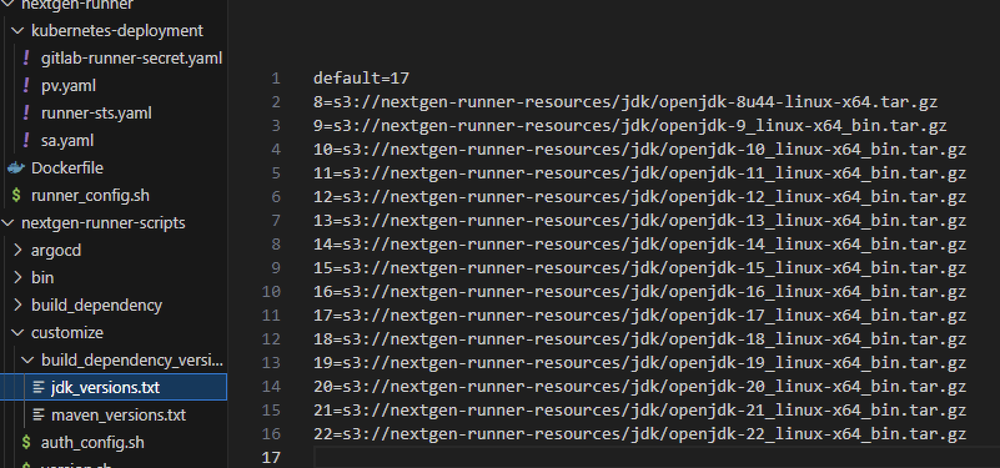 nextgen-runner
kubernetes-deployment
! gitlab-runner-secret.yaml
! pv.yaml
! runner-sts.yaml
! sa.yaml
Dockerfile
$ runner_config.sh
nextgen-runner-scripts
argocd
bin
build_dependency
customize
build_dependency_versi...
jdk_versions.txt
maven_versions.txt
$ auth_config.sh
$ version.sh
1 default=17
2 8=s3://nextgen-runner-resources/jdk/openjdk-8u44-linux-x64.tar.gz
3 9=s3://nextgen-runner-resources/jdk/openjdk-9_linux-x64_bin.tar.gz
4 10=s3://nextgen-runner-resources/jdk/openjdk-10_linux-x64_bin.tar.gz
5 11=s3://nextgen-runner-resources/jdk/openjdk-11_linux-x64_bin.tar.gz
6 12=s3://nextgen-runner-resources/jdk/openjdk-12_linux-x64_bin.tar.gz
7 13=s3://nextgen-runner-resources/jdk/openjdk-13_linux-x64_bin.tar.gz
8 14=s3://nextgen-runner-resources/jdk/openjdk-14_linux-x64_bin.tar.gz
9 15=s3://nextgen-runner-resources/jdk/openjdk-15_linux-x64_bin.tar.gz
10 16=s3://nextgen-runner-resources/jdk/openjdk-16_linux-x64_bin.tar.gz
11 17=s3://nextgen-runner-resources/jdk/openjdk-17_linux-x64_bin.tar.gz
12 18=s3://nextgen-runner-resources/jdk/openjdk-18_linux-x64_bin.tar.gz
13 19=s3://nextgen-runner-resources/jdk/openjdk-19_linux-x64_bin.tar.gz
14 20=s3://nextgen-runner-resources/jdk/openjdk-20_linux-x64_bin.tar.gz
15 21=s3://nextgen-runner-resources/jdk/openjdk-21_linux-x64_bin.tar.gz
16 22=s3://nextgen-runner-resources/jdk/openjdk-22_linux-x64_bin.tar.gz
17